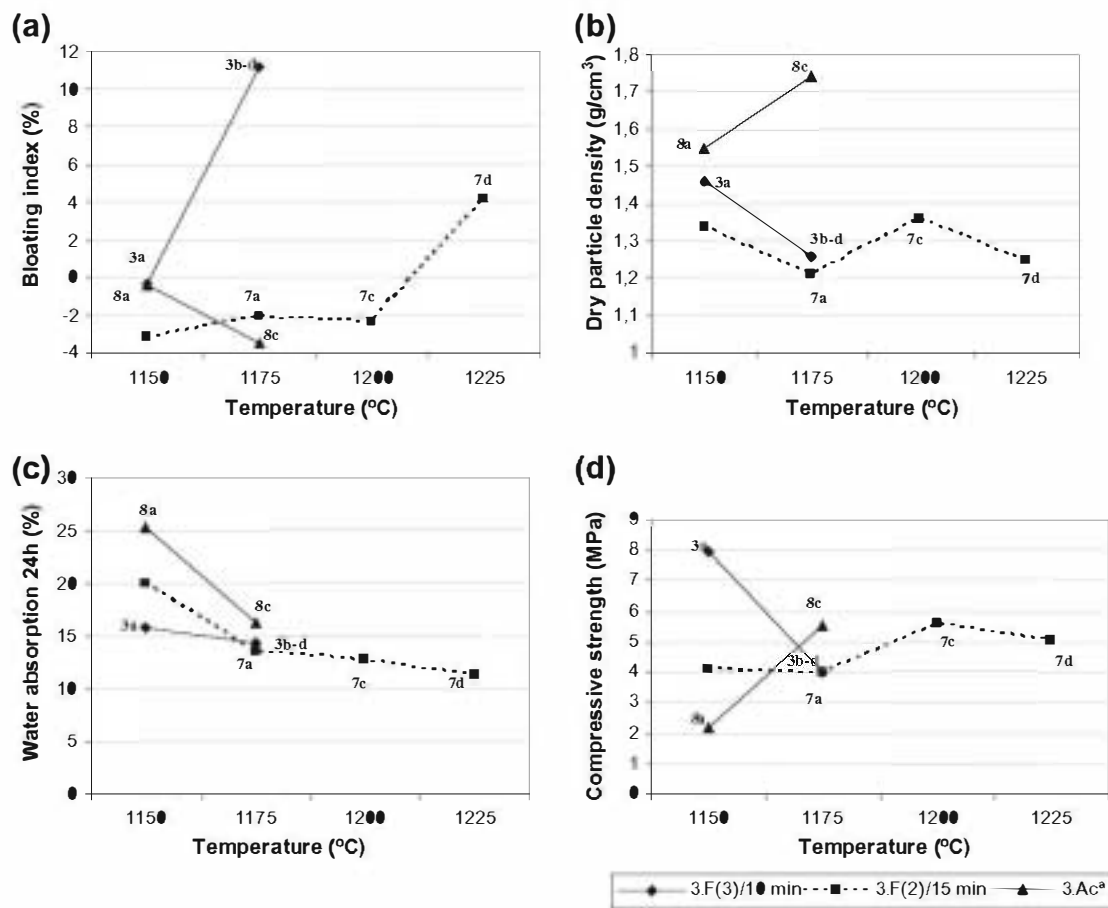 (a)
12
10
8
6
4
2
0
-2
-4
Bloating index (%)
3b-d
3a
8a
7a
8c
7c
7d
1150 1175 1200 1225
Temperature (ºC)
(b)
1,8
1,7
1,6
1,5
1,4
1,3
1,2
1,1
1
Dry particle density (g/cm³)
8c
8a
3a
3b-d
7a
7c
7d
1150 1175 1200 1225
Temperature (ºC)
(c)
30
25
20
15
10
5
0
Water absorption 24h (%)
8a
8c
3b-d
7a
7c
7d
1150 1175 1200 1225
Temperature (ºC)
(d)
9
8
7
6
5
4
3
2
1
0
Compressive strength (MPa)
8c
7a
7c
7d
1150 1175 1200 1225
Temperature (ºC)
3.F(3)/10 min 3.F(2)/15 min 3.Acª